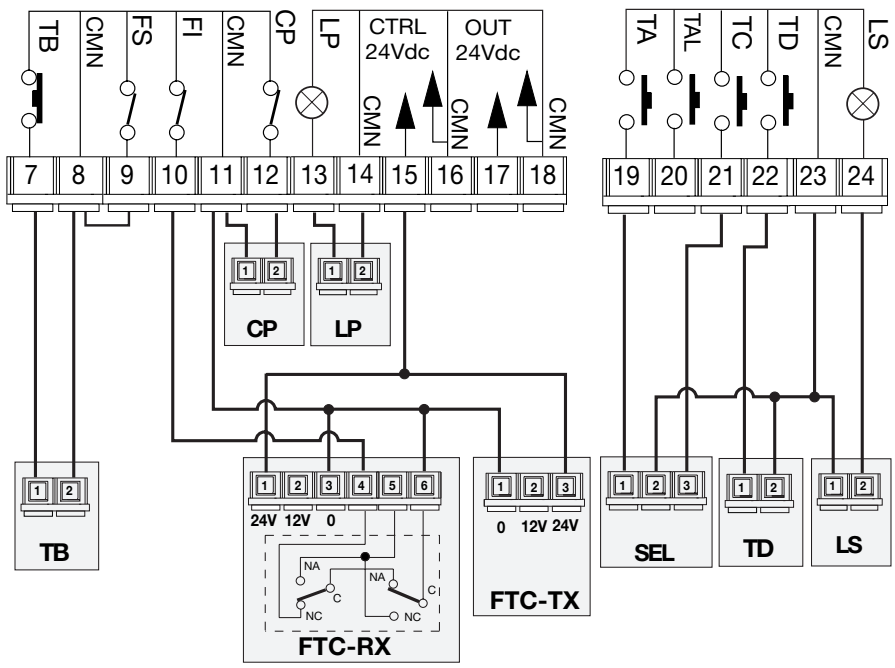 TB CMN FS FI CMN CP LP CTRL 24Vdc CMN OUT 24Vdc CMN CMN
TA TAL TC TD CMN LS
7 8 9 10 11 12 13 14 15 16 17 18
19 20 21 22 23 24
1 2
CP
1 2
LP
1 2
TB
1 2 3 4 5 6
24V 12V 0
NA
C
NC
NA
C
NC
FTC-RX
1 2 3
0 12V 24V
FTC-TX
1 2 3
SEL
1 2
TD
1 2
LS